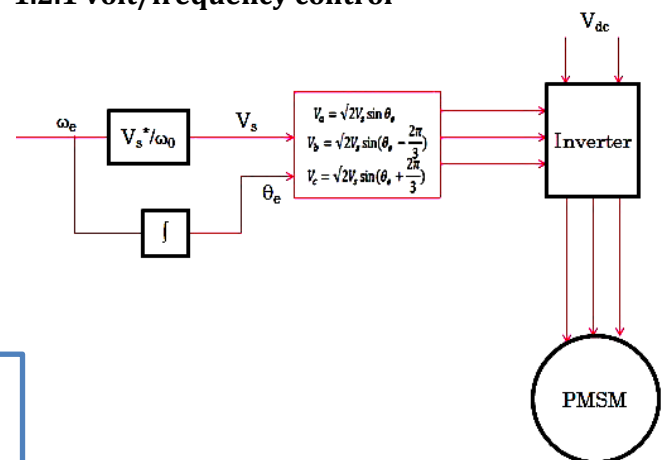 1.2.1 volt/frequency control
V_dc
ω_e
V_s*/ω_0
V_s
V_a = √2V_s sin θ_e
V_b = √2V_s sin(θ_e − 2π/3)
V_c = √2V_s sin(θ_e + 2π/3)
Inverter
θ_e
∫
PMSM